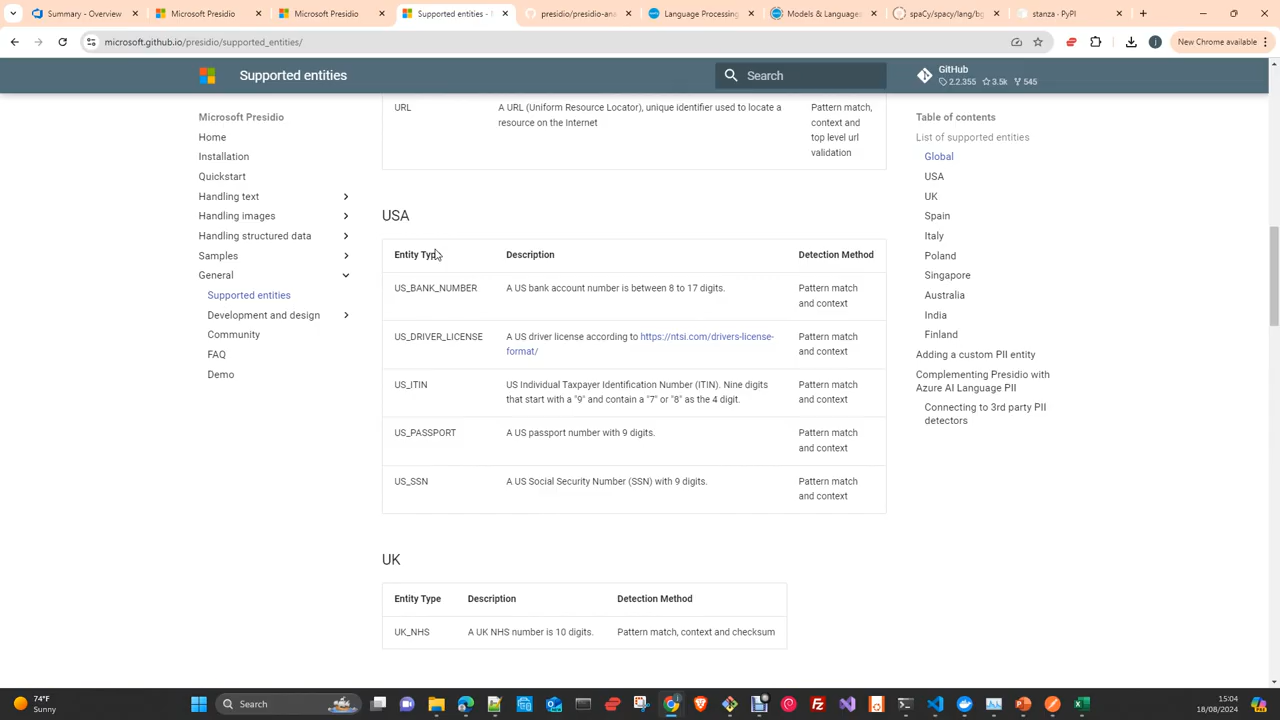 Summary - Overview
Microsoft Presidio
Microsoft Presidio
Supported entities -
presidio/presidio-ana
Language Processing
Models & Languages
spaCy/spacy/lang/bg
stanza · PyPI
microsoft.github.io/presidio/supported_entities/
New Chrome available
Supported entities
Search
GitHub
2.2.355 3.5k 545
Microsoft Presidio
Home
Installation
Quickstart
Handling text
Handling images
Handling structured data
Samples
General
Supported entities
Development and design
Community
FAQ
Demo
URL
A URL (Uniform Resource Locator), unique identifier used to locate a
resource on the Internet
Pattern match,
context and
top level url
validation
USA
Entity Type Description Detection Method
US_BANK_NUMBER A US bank account number is between 8 to 17 digits. Pattern match
and context
US_DRIVER_LICENSE A US driver license according to https://ntsi.com/drivers-license- Pattern match
format/ and context
US_ITIN US Individual Taxpayer Identification Number (ITIN). Nine digits Pattern match
that start with a "9" and contain a "7" or "8" as the 4 digit. and context
US_PASSPORT A US passport number with 9 digits. Pattern match
and context
US_SSN A US Social Security Number (SSN) with 9 digits. Pattern match
and context
UK
Entity Type Description Detection Method
UK_NHS A UK NHS number is 10 digits. Pattern match, context and checksum
Table of contents
List of supported entities
Global
USA
UK
Spain
Italy
Poland
Singapore
Australia
India
Finland
Adding a custom PII entity
Complementing Presidio with
Azure AI Language PII
Connecting to 3rd party PII
detectors
74°F
Sunny
Search
15:04
18/08/2024